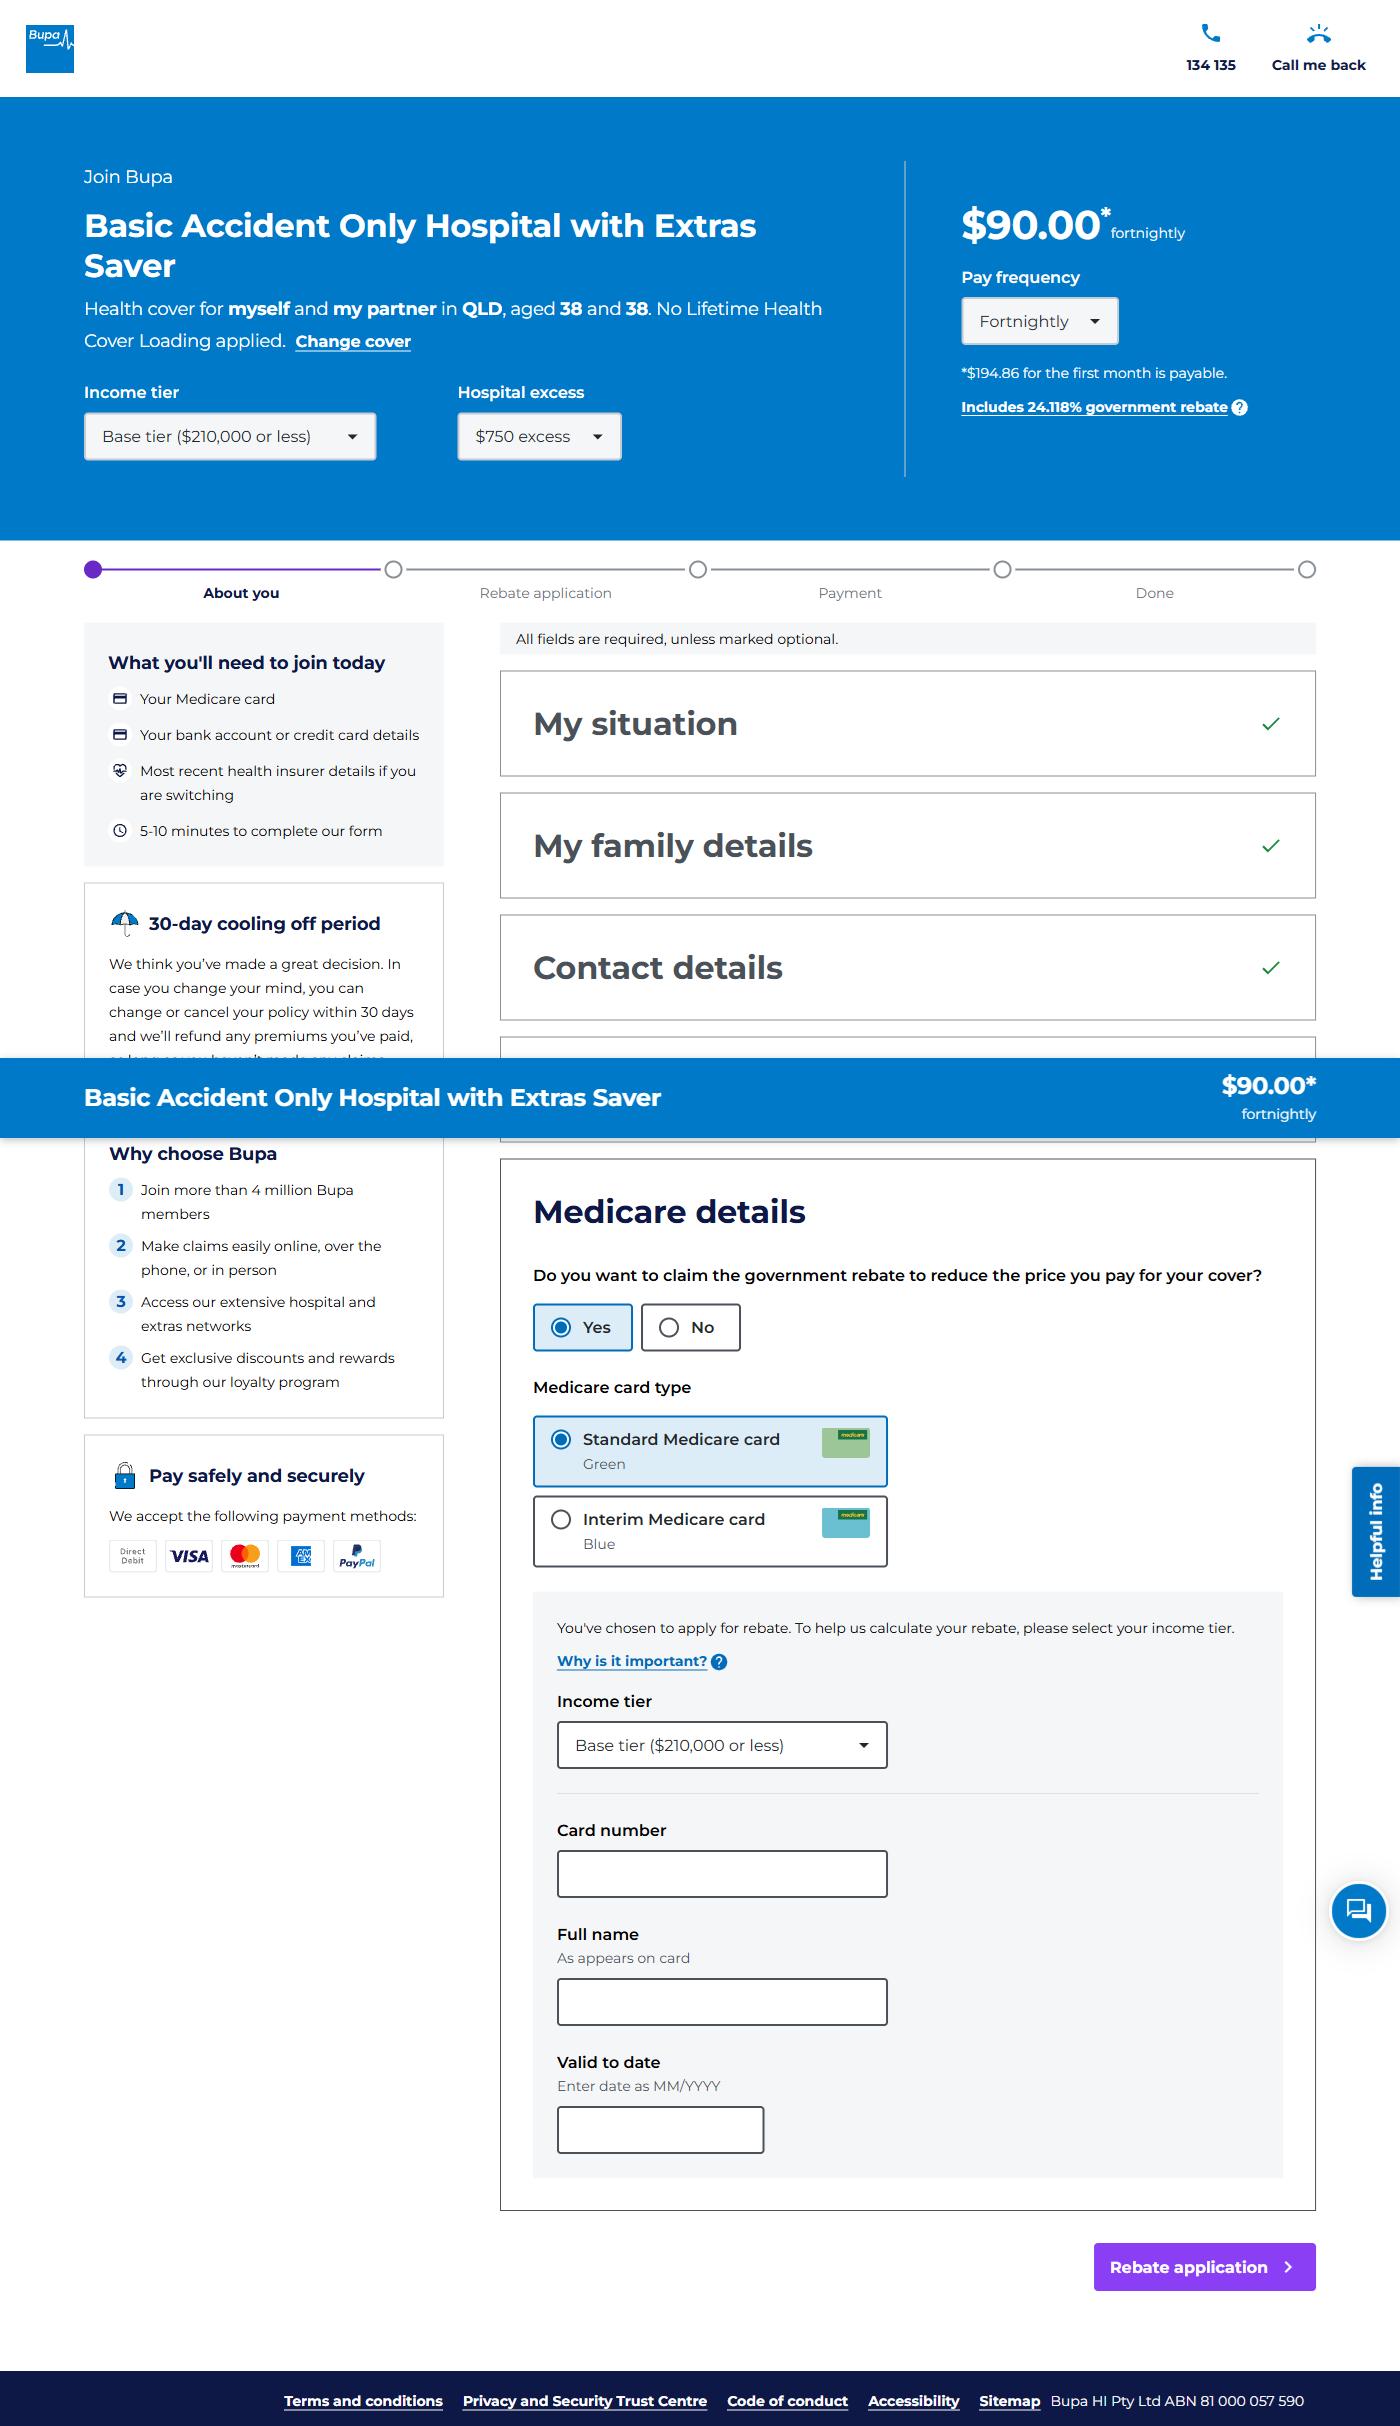 Bupa
134 135
Call me back
Join Bupa
Basic Accident Only Hospital with Extras
Saver
Health cover for myself and my partner in QLD, aged 38 and 38. No Lifetime Health
Cover Loading applied. Change cover
Income tier
Base tier ($210,000 or less)
Hospital excess
$750 excess
$90.00* fortnightly
Pay frequency
Fortnightly
*$194.86 for the first month is payable.
Includes 24.118% government rebate ?
About you
Rebate application
Payment
Done
What you'll need to join today
Your Medicare card
Your bank account or credit card details
Most recent health insurer details if you
are switching
5-10 minutes to complete our form
30-day cooling off period
We think you've made a great decision. In
case you change your mind, you can
change or cancel your policy within 30 days
and we'll refund any premiums you've paid,
All fields are required, unless marked optional.
My situation
My family details
Contact details
Basic Accident Only Hospital with Extras Saver
$90.00*
fortnightly
Why choose Bupa
1 Join more than 4 million Bupa
members
2 Make claims easily online, over the
phone, or in person
3 Access our extensive hospital and
extras networks
4 Get exclusive discounts and rewards
through our loyalty program
Pay safely and securely
We accept the following payment methods:
Direct
Debit
VISA
mastercard
AM
EX
PayPal
Medicare details
Do you want to claim the government rebate to reduce the price you pay for your cover?
Yes
No
Medicare card type
Standard Medicare card
Green
medicare
Interim Medicare card
Blue
medicare
You've chosen to apply for rebate. To help us calculate your rebate, please select your income tier.
Why is it important? ?
Income tier
Base tier ($210,000 or less)
Card number
Full name
As appears on card
Valid to date
Enter date as MM/YYYY
Helpful info
Rebate application
Terms and conditions Privacy and Security Trust Centre Code of conduct Accessibility Sitemap Bupa HI Pty Ltd ABN 81 000 057 590